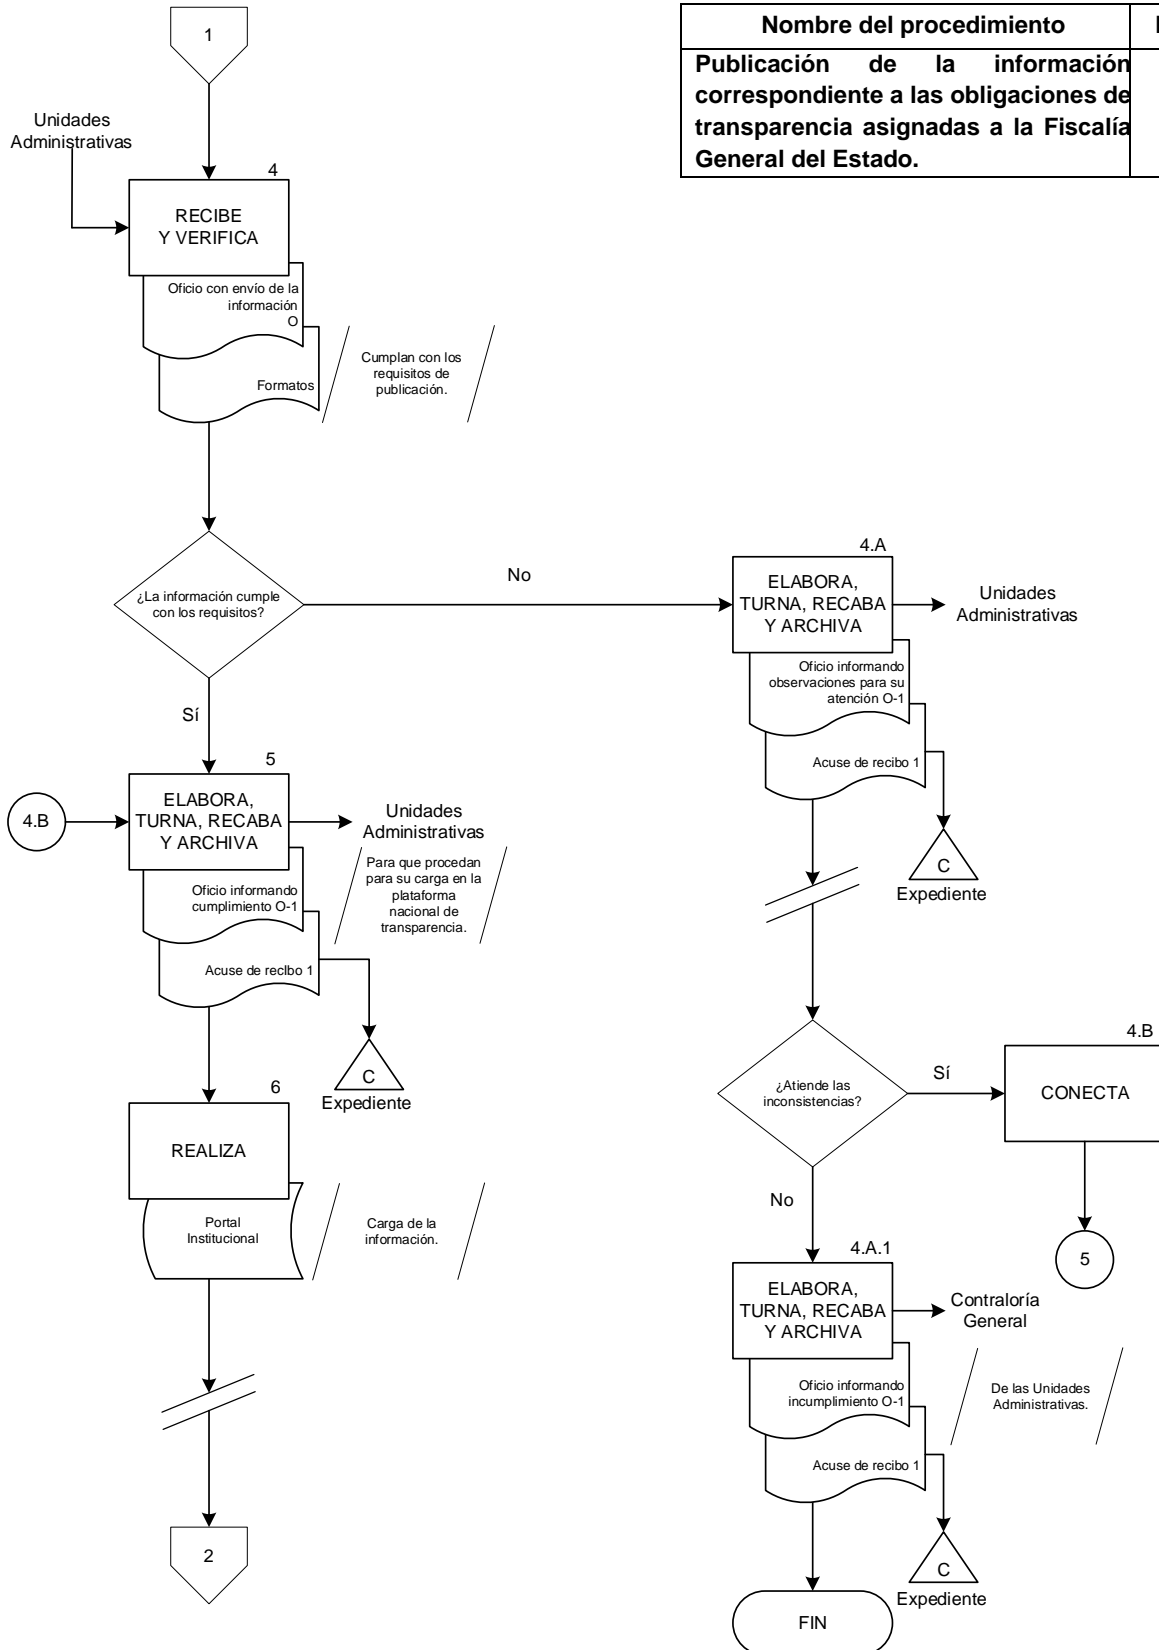 1
Nombre del procedimiento
Publicación de la información
correspondiente a las obligaciones de
transparencia asignadas a la Fiscalía
General del Estado.
Unidades
Administrativas
4
RECIBE
Y VERIFICA
Oficio con envío de la
información
O
Formatos
Cumplan con los
requisitos de
publicación.
¿La información cumple
con los requisitos?
No
Sí
4.A
ELABORA,
TURNA, RECABA
Y ARCHIVA
Unidades
Administrativas
Oficio informando
observaciones para su
atención O-1
Acuse de recibo 1
C
Expediente
4.B
5
ELABORA,
TURNA, RECABA
Y ARCHIVA
Unidades
Administrativas
Oficio informando
cumplimiento O-1
Para que procedan
para su carga en la
plataforma
nacional de
transparencia.
Acuse de recIbo 1
C
Expediente
6
REALIZA
Portal
Institucional
Carga de la
información.
2
¿Atiende las
inconsistencias?
Sí
4.B
CONECTA
5
No
4.A.1
ELABORA,
TURNA, RECABA
Y ARCHIVA
Contraloría
General
Oficio informando
incumplimiento O-1
De las Unidades
Administrativas.
Acuse de recibo 1
C
Expediente
FIN